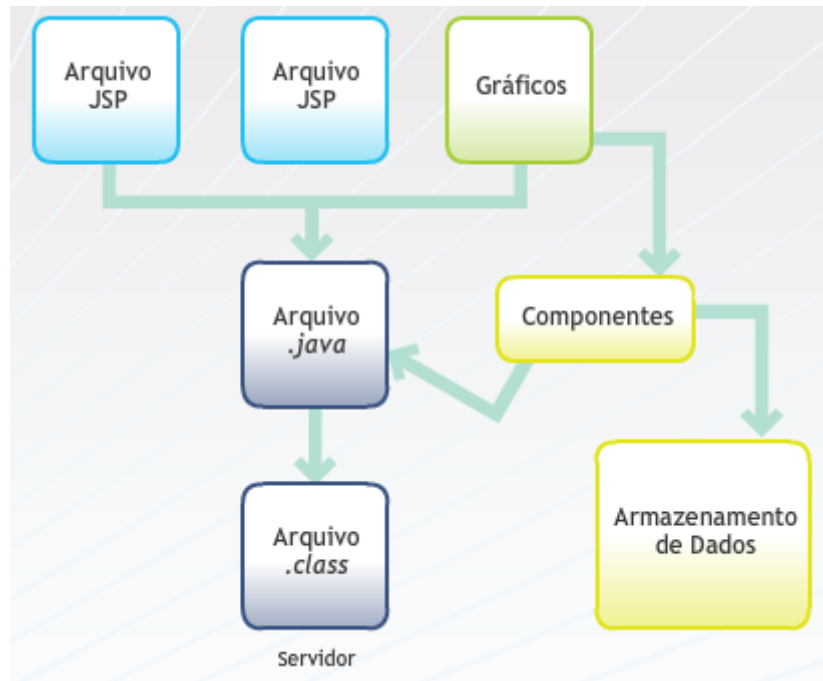 Arquivo
JSP
Arquivo
JSP
Gráficos
Arquivo
.java
Componentes
Arquivo
.class
Armazenamento
de Dados
Servidor